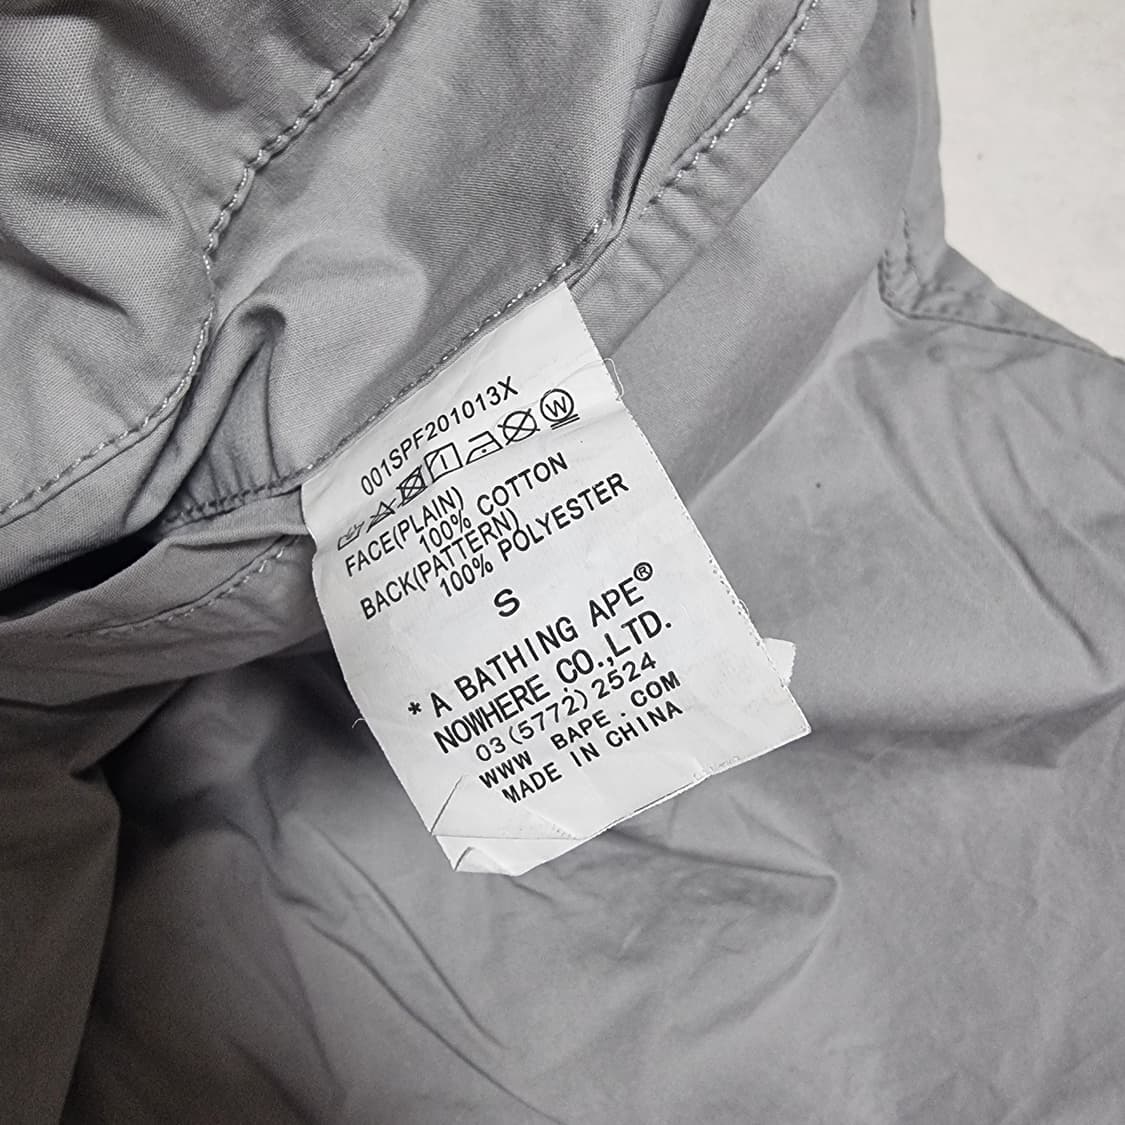 001SPF201013X
W
FACE(PLAIN)
100% COTTON
BACK(PATTERN)
100% POLYESTER
S
* A BATHING APE®
NOWHERE CO.,LTD.
03(5772)2524
WWW BAPE . COM
MADE IN CHINA